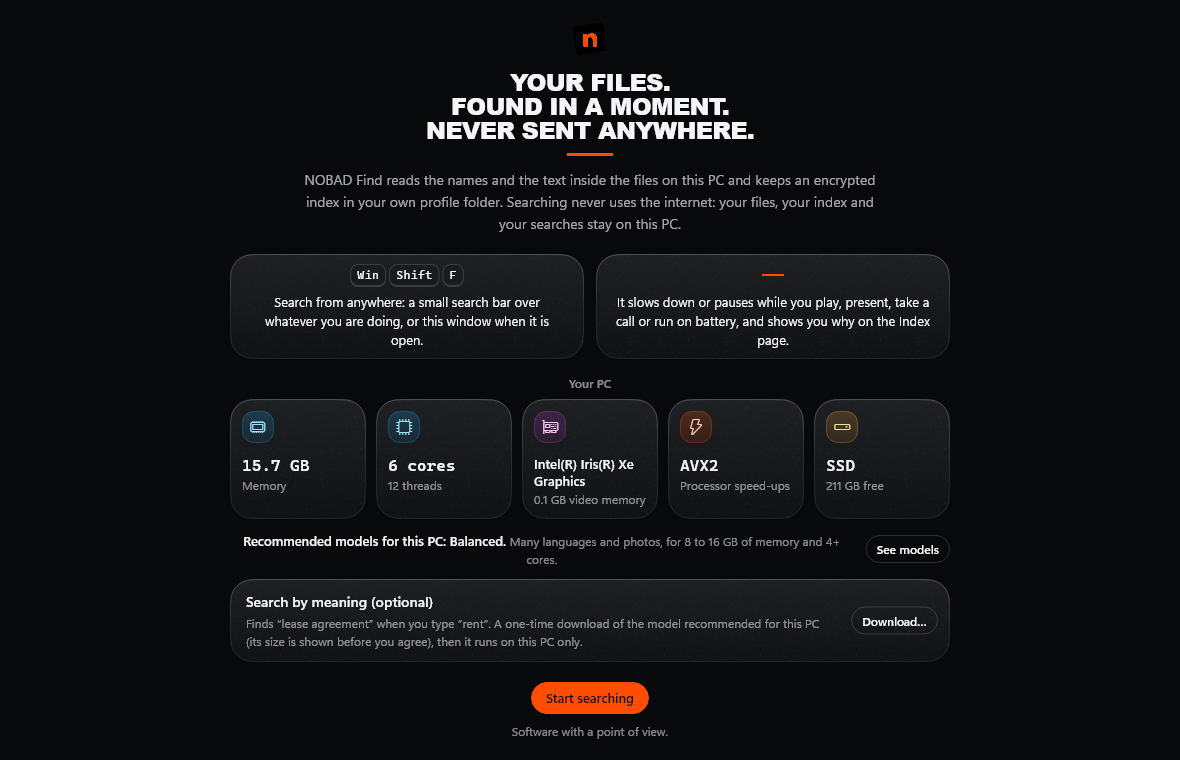 n
YOUR FILES.
FOUND IN A MOMENT.
NEVER SENT ANYWHERE.
NOBAD Find reads the names and the text inside the files on this PC and keeps an encrypted
index in your own profile folder. Searching never uses the internet: your files, your index and
your searches stay on this PC.
Win Shift F
Search from anywhere: a small search bar over
whatever you are doing, or this window when it is
open.
It slows down or pauses while you play, present, take a
call or run on battery, and shows you why on the Index
page.
Your PC
15.7 GB
Memory
6 cores
12 threads
Intel(R) Iris(R) Xe
Graphics
0.1 GB video memory
AVX2
Processor speed-ups
SSD
211 GB free
Recommended models for this PC: Balanced. Many languages and photos, for 8 to 16 GB of memory and 4+
cores.
See models
Search by meaning (optional)
Finds “lease agreement” when you type “rent”. A one-time download of the model recommended for this PC
(its size is shown before you agree), then it runs on this PC only.
Download...
Start searching
Software with a point of view.